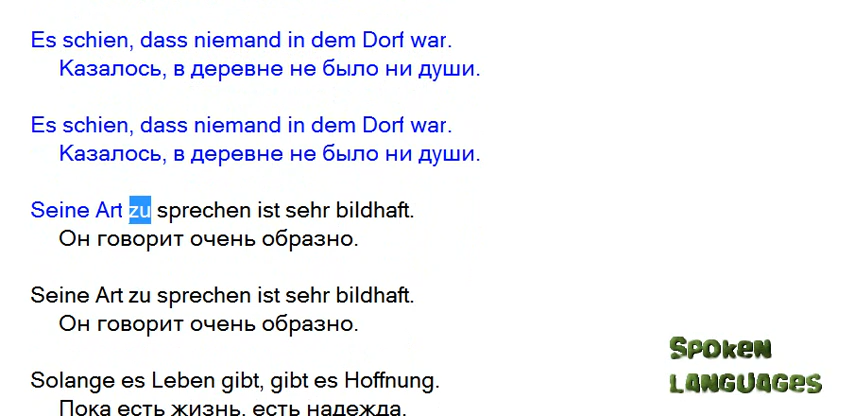 Es schien, dass niemand in dem Dorf war.
Казалось, в деревне не было ни души.
Es schien, dass niemand in dem Dorf war.
Казалось, в деревне не было ни души.
Seine Art zu sprechen ist sehr bildhaft.
Он говорит очень образно.
Seine Art zu sprechen ist sehr bildhaft.
Он говорит очень образно.
Solange es Leben gibt, gibt es Hoffnung.
Пока есть жизнь, есть надежда.
Spoken
Languages